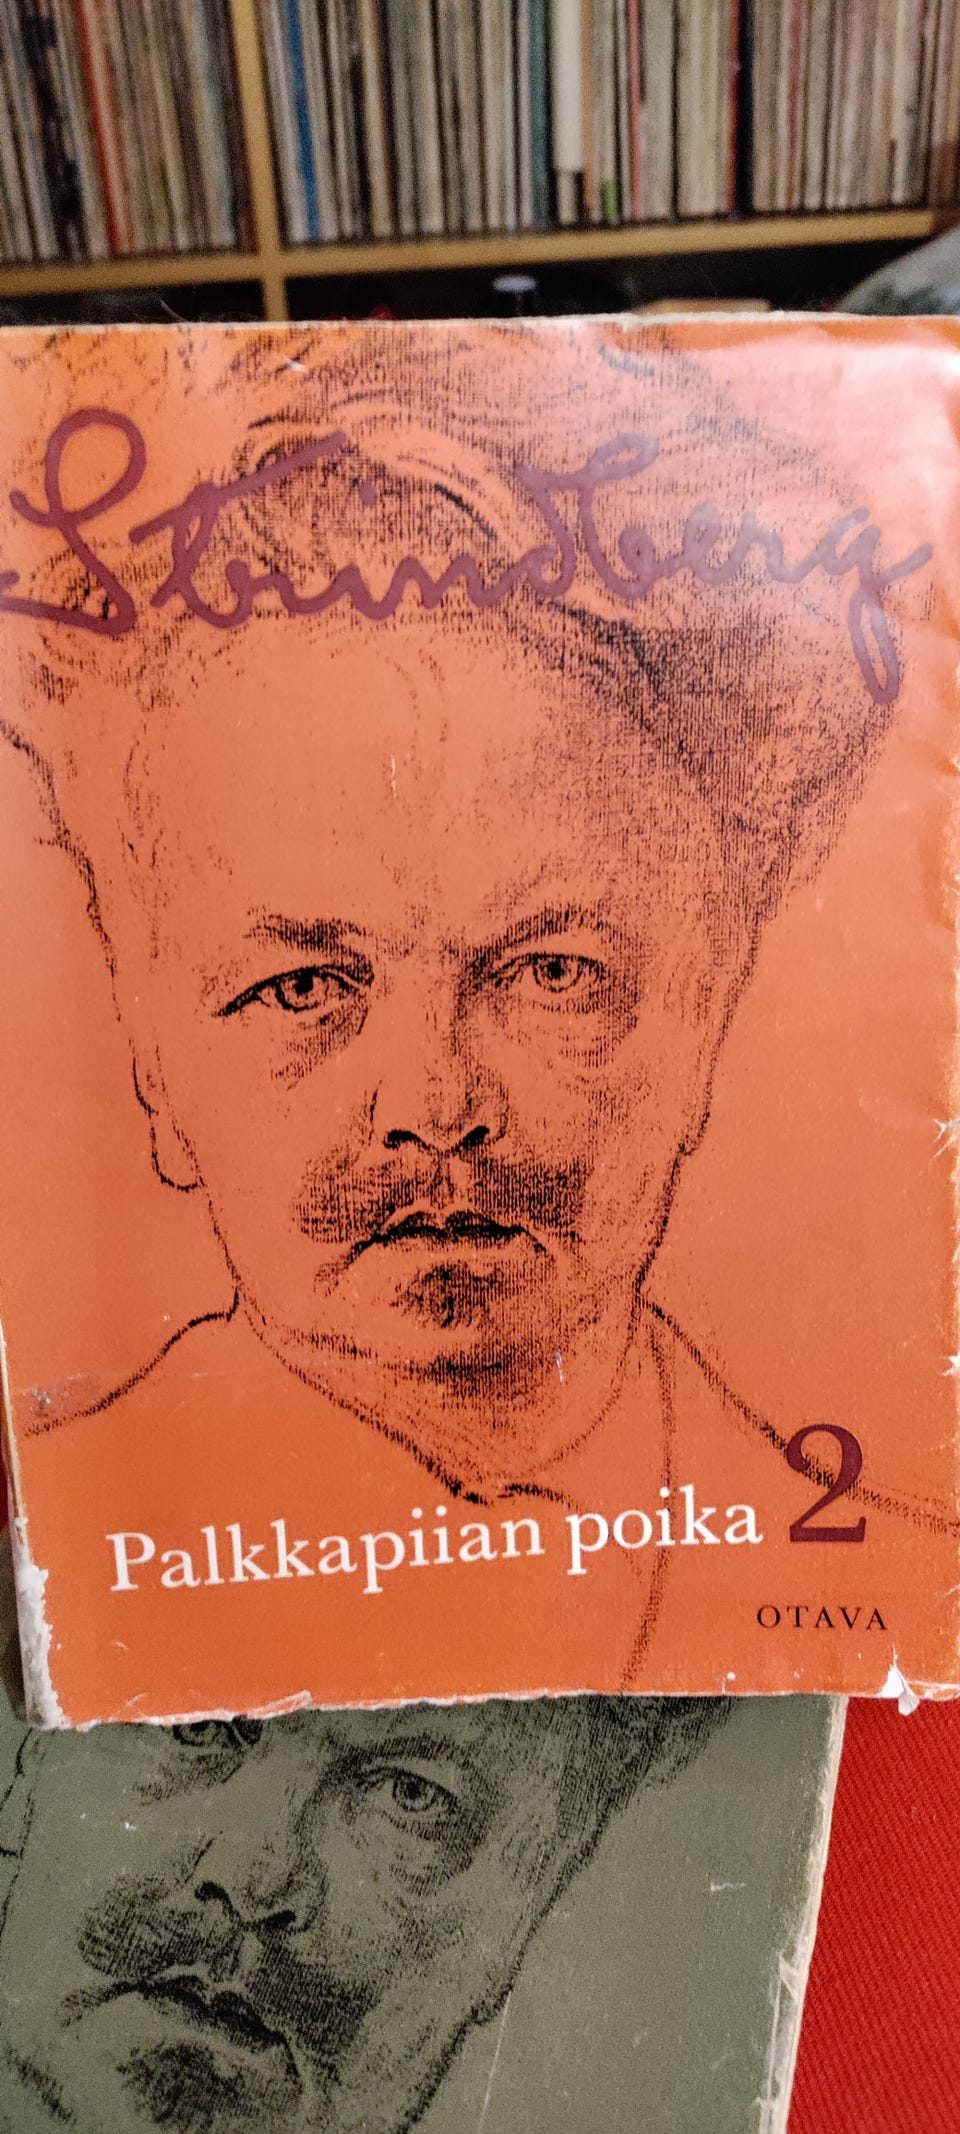 Strindberg
Palkkapiian poika 2
OTAVA